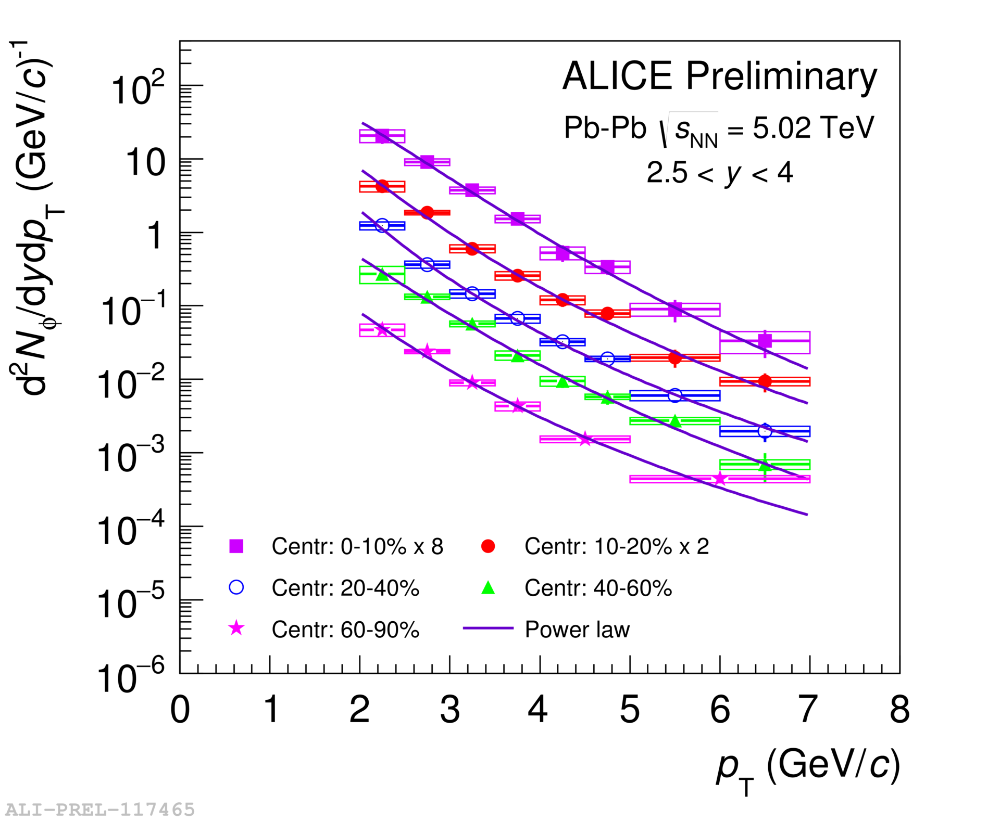 ALICE Preliminary
Pb-Pb √sNN = 5.02 TeV
2.5 < y < 4
d²Nϕ/dydpT (GeV/c)⁻¹
10²
10
1
10⁻¹
10⁻²
10⁻³
10⁻⁴
10⁻⁵
10⁻⁶
Centr: 0-10% x 8
Centr: 10-20% x 2
Centr: 20-40%
Centr: 40-60%
Centr: 60-90%
Power law
0 1 2 3 4 5 6 7 8
pT (GeV/c)
ALI-PREL-117465